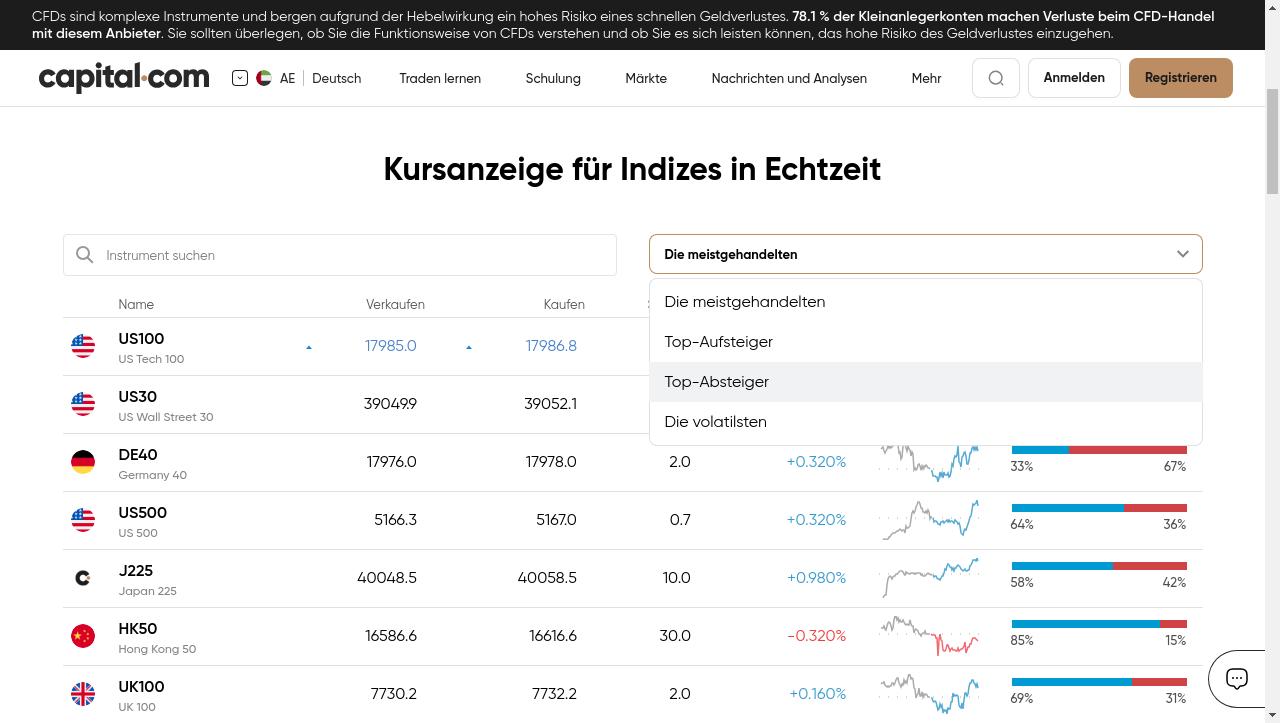 CFDs sind komplexe Instrumente und bergen aufgrund der Hebelwirkung ein hohes Risiko eines schnellen Geldverlustes. 78.1 % der Kleinanlegerkonten machen Verluste beim CFD-Handel
mit diesem Anbieter. Sie sollten überlegen, ob Sie die Funktionsweise von CFDs verstehen und ob Sie es sich leisten können, das hohe Risiko des Geldverlustes einzugehen.
capital.com AE Deutsch Traden lernen Schulung Märkte Nachrichten und Analysen Mehr Anmelden Registrieren
Kursanzeige für Indizes in Echtzeit
Instrument suchen
Die meistgehandelten
Die meistgehandelten
Top-Aufsteiger
Top-Absteiger
Die volatilsten
Name Verkaufen Kaufen
US100 17985.0 17986.8
US Tech 100
US30 39049.9 39052.1
US Wall Street 30
DE40 17976.0 17978.0 2.0 +0.320% 33% 67%
Germany 40
US500 5166.3 5167.0 0.7 +0.320% 64% 36%
US 500
J225 40048.5 40058.5 10.0 +0.980% 58% 42%
Japan 225
HK50 16586.6 16616.6 30.0 -0.320% 85% 15%
Hong Kong 50
UK100 7730.2 7732.2 2.0 +0.160% 69% 31%
UK 100